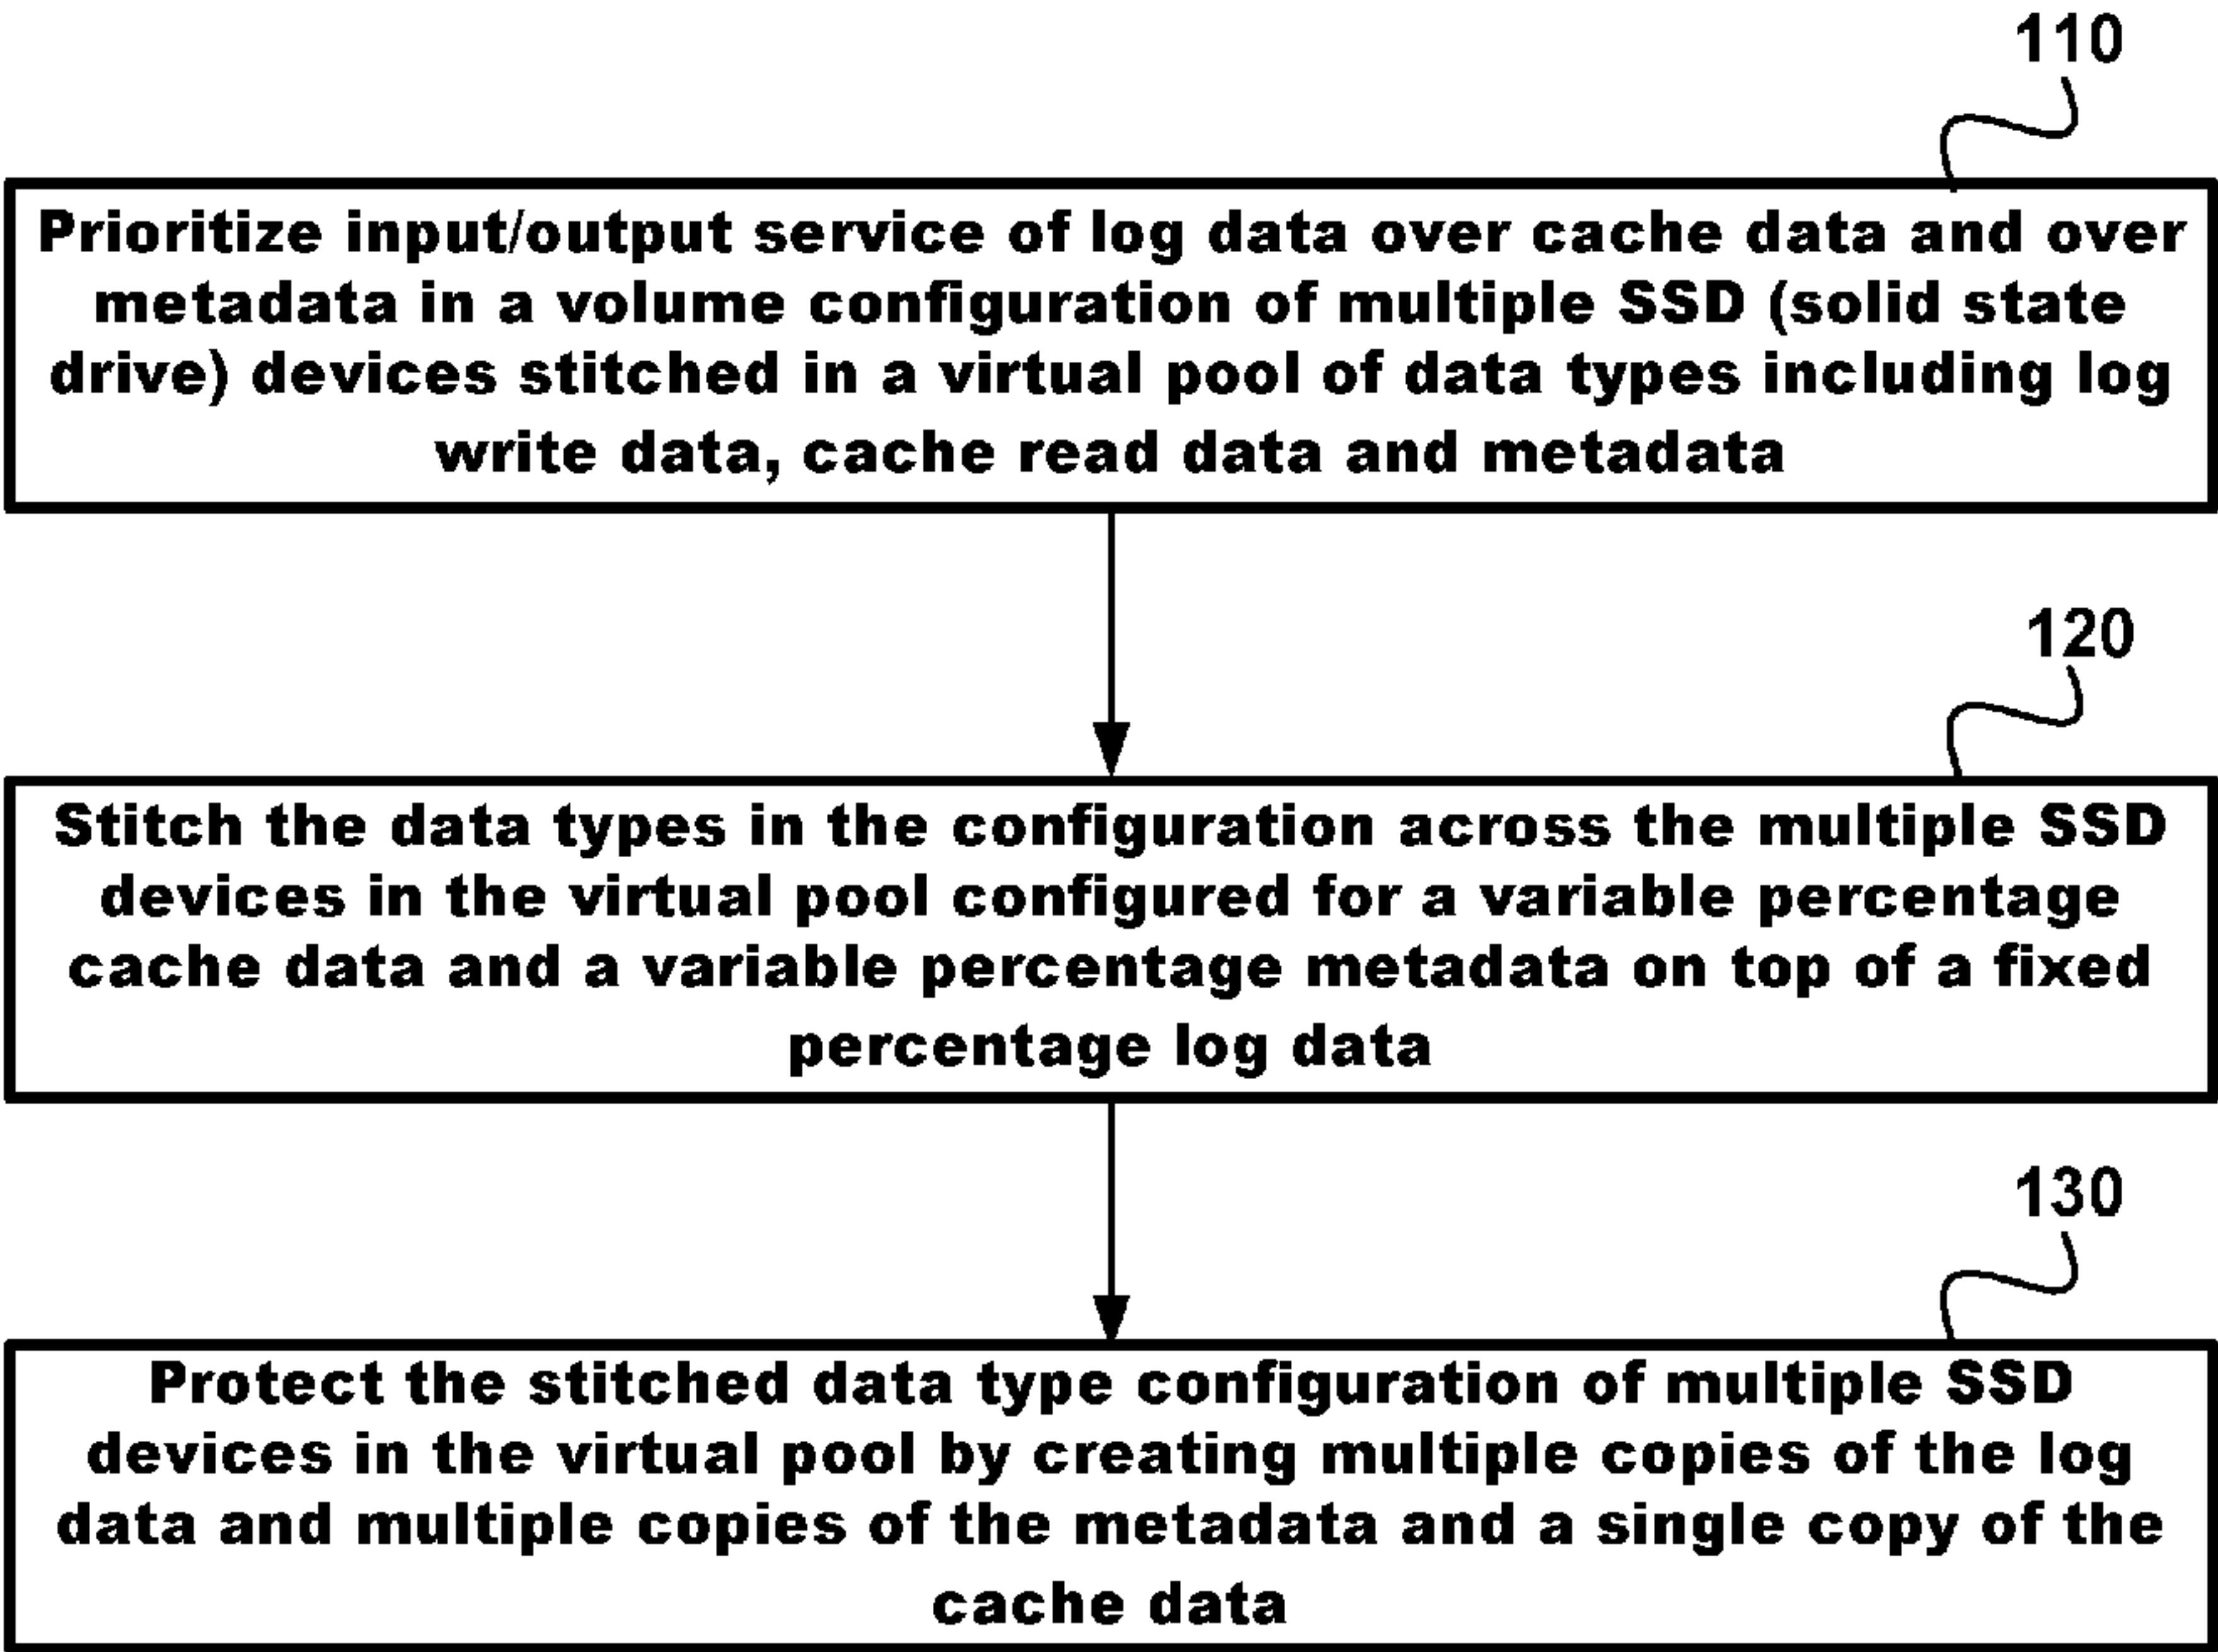 110
Prioritize input/output service of log data over cache data and over
metadata in a volume configuration of multiple SSD (solid state
drive) devices stitched in a virtual pool of data types including log
write data, cache read data and metadata
120
Stitch the data types in the configuration across the multiple SSD
devices in the virtual pool configured for a variable percentage
cache data and a variable percentage metadata on top of a fixed
percentage log data
130
Protect the stitched data type configuration of multiple SSD
devices in the virtual pool by creating multiple copies of the log
data and multiple copies of the metadata and a single copy of the
cache data